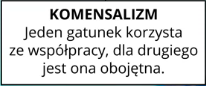 KOMENSALIZM
Jeden gatunek korzysta
ze współpracy, dla drugiego
jest ona obojętna.